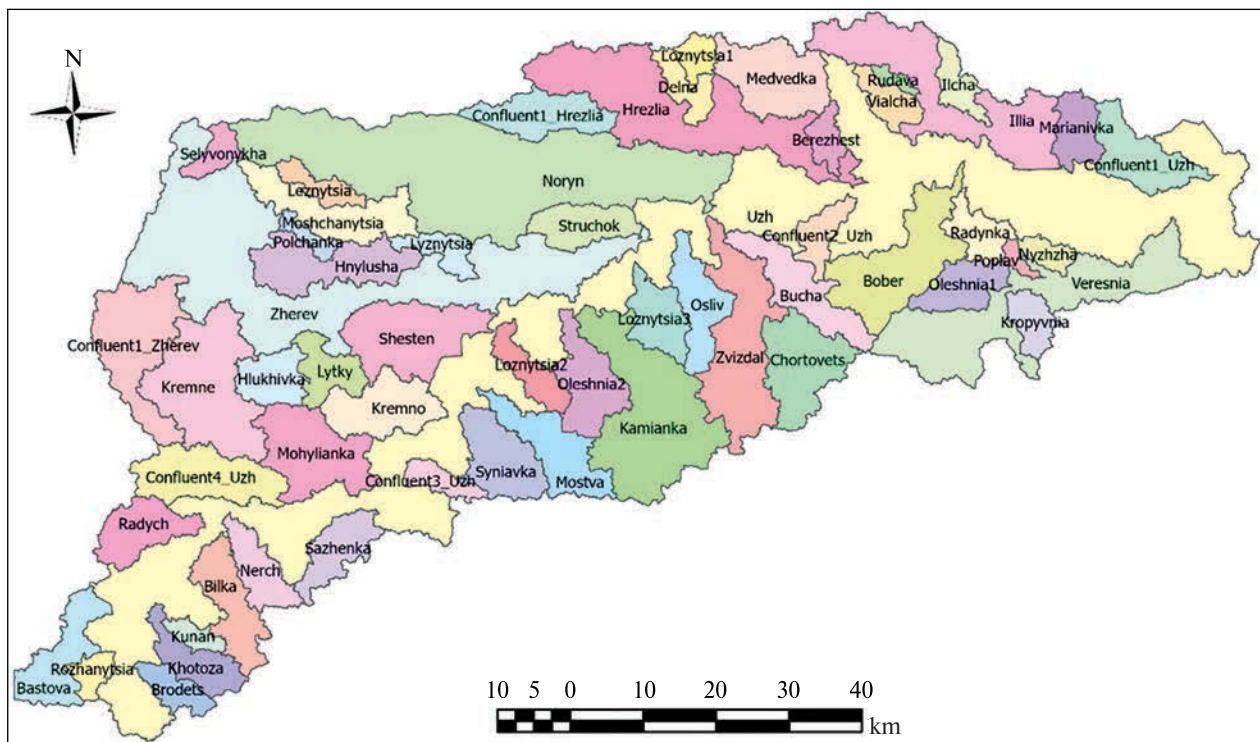 N
Loznytsia1
Medvedka
Delna
Rudava
Ilcha
Vialcha
Confluent1_Hrezlia
Hrezlia
Illia
Marianivka
Berezhest
Confluent1_Uzh
Selyvonykha
Noryn
Leznytsia
Moshchanytsia
Struchok
Uzh
Confluent2_Uzh
Radynka
Polchanka
Lyznytsia
Poplav
Nyzhzha
Hnylusha
Bober
Oleshnia1
Veresnia
Osliv
Bucha
Zherev
Loznytsia3
Kropyvnia
Confluent1_Zherev
Shesten
Zvizdal
Chortovets
Kremne
Hlukhivka
Lytky
Loznytsia2
Oleshnia2
Kremno
Kamianka
Mohylianka
Confluent4_Uzh
Confluent3_Uzh
Syniavka
Mostva
Radych
Sazhenka
Bilka
Nerch
Kunan
Rozhanytsia
Khotoza
Bastova
Brodets
10 5 0 10 20 30 40
km